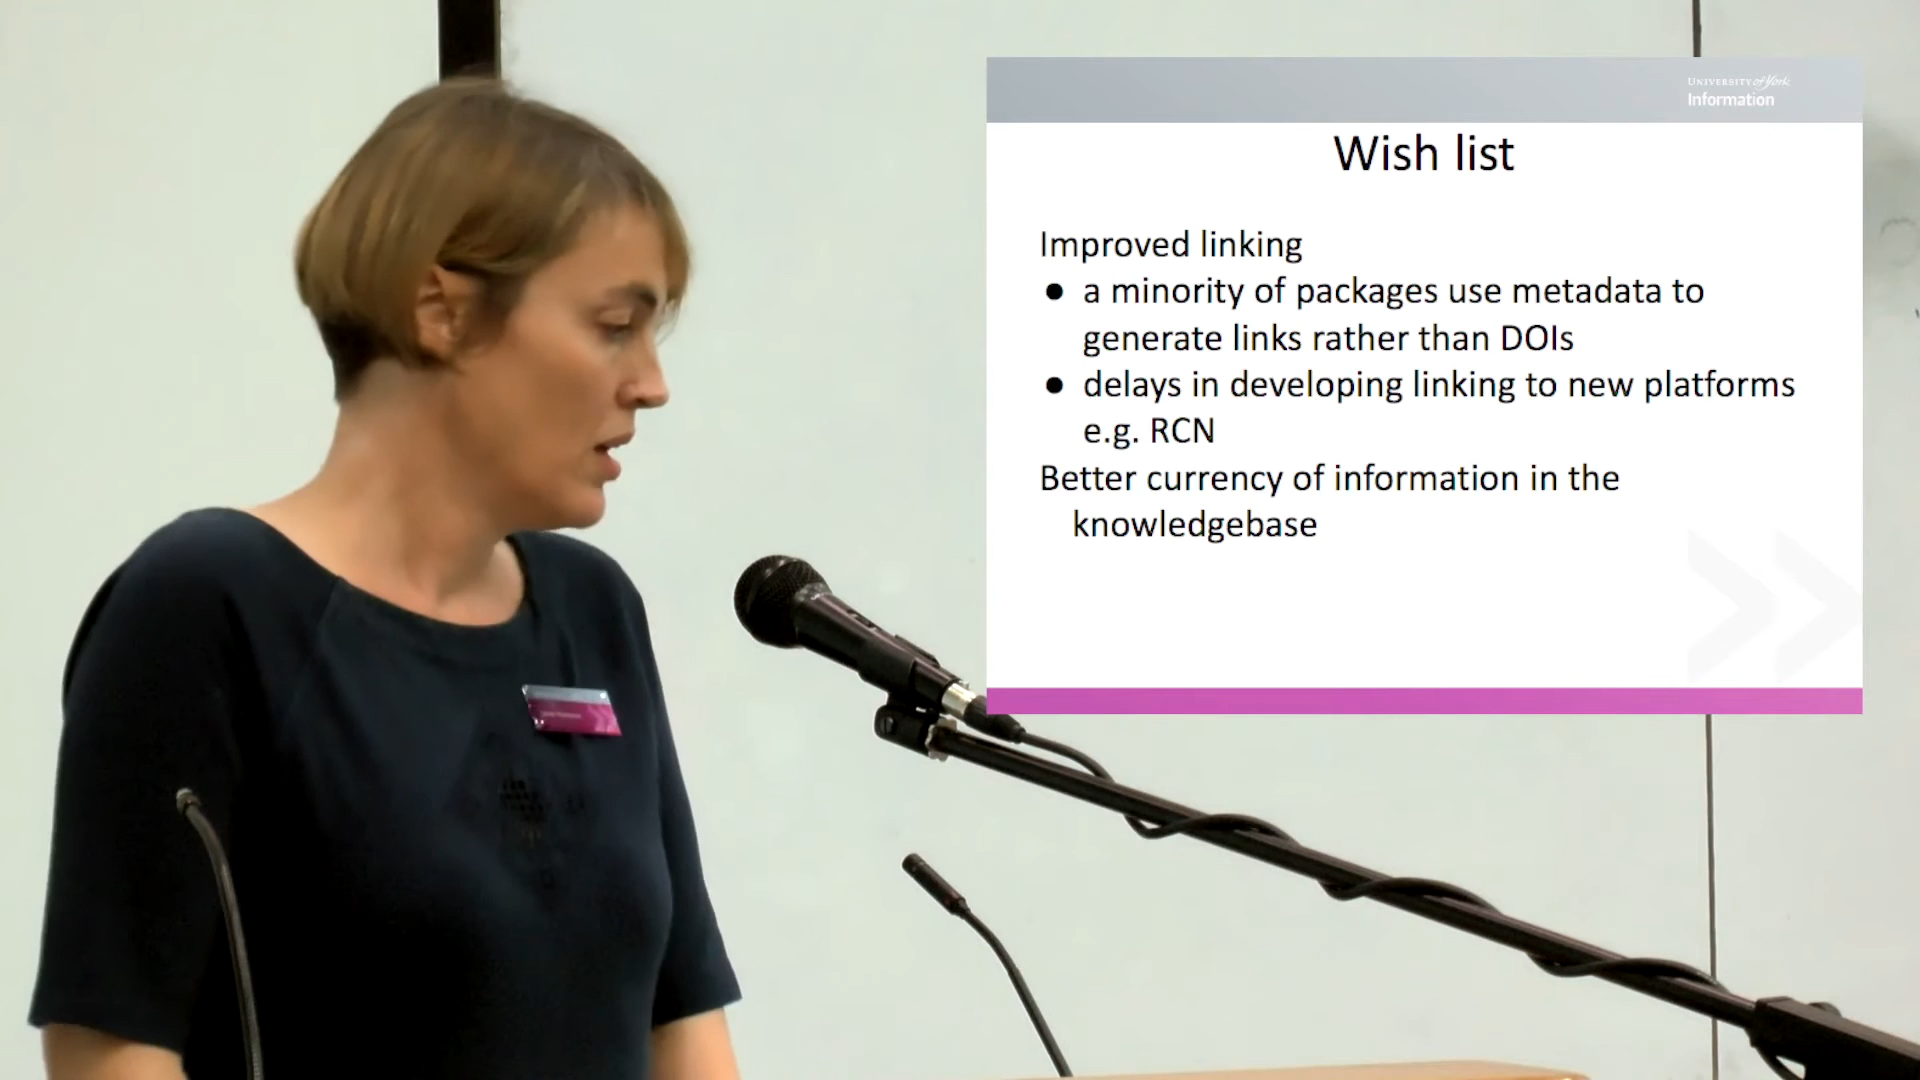 UNIVERSITY of York
Information
Wish list
Improved linking
● a minority of packages use metadata to
generate links rather than DOIs
● delays in developing linking to new platforms
e.g. RCN
Better currency of information in the
knowledgebase